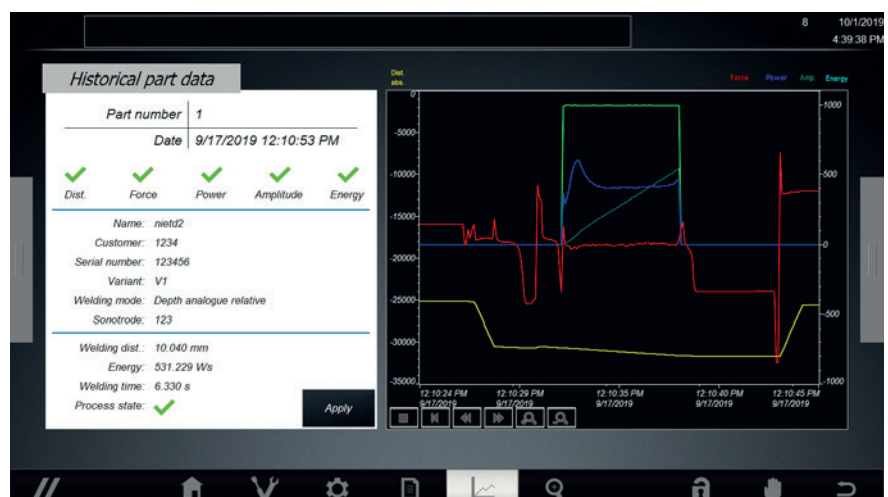 8 10/1/2019
4:39:38 PM
Historical part data
Part number 1
Date 9/17/2019 12:10:53 PM
Dist. Force Power Amplitude Energy
Name: nietd2
Customer: 1234
Serial number: 123456
Variant: V1
Welding mode: Depth analogue relative
Sonotrode: 123
Welding dist.: 10.040 mm
Energy: 531.229 Ws
Welding time: 6.330 s
Process state:
Apply
Dist. abs.
Force Power Amp. Energy
0
-5000
-10000
-15000
-20000
-25000
-30000
-35000
1000
500
0
-500
-1000
12:10:24 PM 12:10:29 PM 12:10:35 PM 12:10:40 PM 12:10:45 PM
9/17/2019 9/17/2019 9/17/2019 9/17/2019 9/17/2019